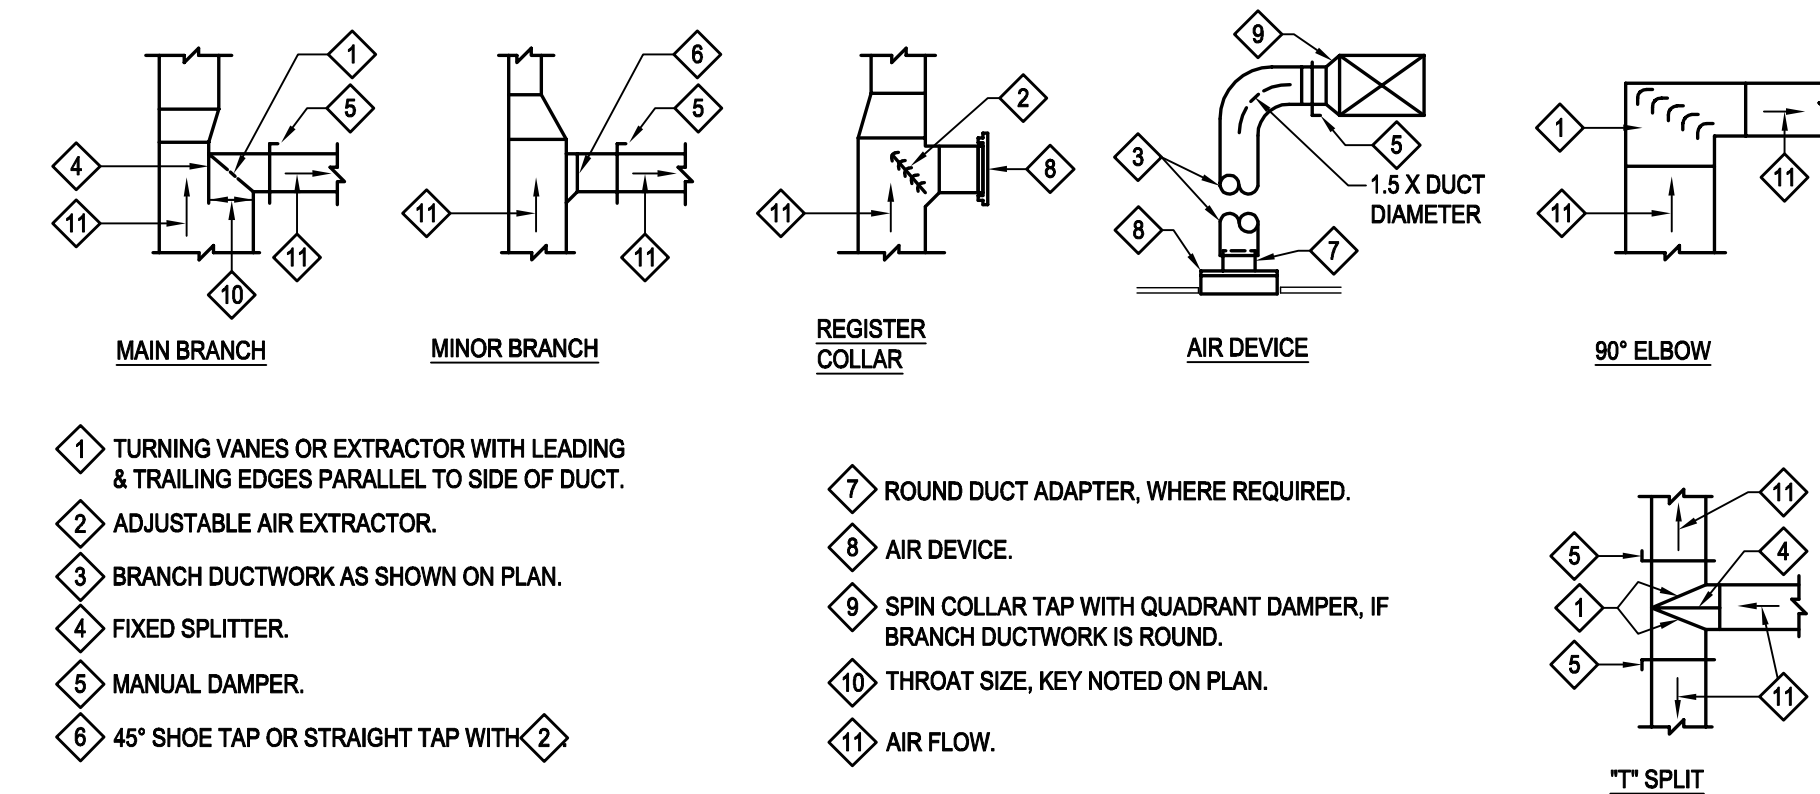 1
5
4
11
11
10
MAIN BRANCH
6
5
11
11
MINOR BRANCH
2
8
11
REGISTER
COLLAR
9
5
3
1.5 X DUCT
DIAMETER
8
7
AIR DEVICE
1
11
11
90° ELBOW
1 TURNING VANES OR EXTRACTOR WITH LEADING
& TRAILING EDGES PARALLEL TO SIDE OF DUCT.
2 ADJUSTABLE AIR EXTRACTOR.
3 BRANCH DUCTWORK AS SHOWN ON PLAN.
4 FIXED SPLITTER.
5 MANUAL DAMPER.
6 45° SHOE TAP OR STRAIGHT TAP WITH 2.
7 ROUND DUCT ADAPTER, WHERE REQUIRED.
8 AIR DEVICE.
9 SPIN COLLAR TAP WITH QUADRANT DAMPER, IF
BRANCH DUCTWORK IS ROUND.
10 THROAT SIZE, KEY NOTED ON PLAN.
11 AIR FLOW.
11
5
4
1
5
11
"T" SPLIT